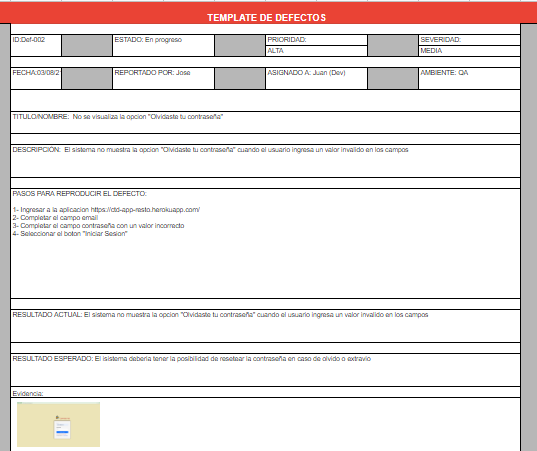 TEMPLATE DE DEFECTOS
ID:Def-002 ESTADO: En progreso PRIORIDAD: SEVERIDAD:
ALTA MEDIA
FECHA:03/08/2 REPORTADO POR: Jose ASIGNADO A: Juan (Dev) AMBIENTE: QA
TITULO/NOMBRE: No se visualiza la opcion "Olvidaste tu contraseña"
DESCRIPCION: El sistema no muestra la opcion "Olvidaste tu contraseña" cuando el usuario ingresa un valor invalido en los campos
PASOS PARA REPRODUCIR EL DEFECTO:
1- Ingresar a la aplicacion https://ctd-app-resto.herokuapp.com/
2- Completar el campo email
3- Completar el campo contraseña con un valor incorrecto
4- Seleccionar el boton "Iniciar Sesion"
RESULTADO ACTUAL: El sistema no muestra la opcion "Olvidaste tu contraseña" cuando el usuario ingresa un valor invalido en los campos
RESULTADO ESPERADO: El isistema deberia tener la posibilidad de resetear la contraseña en caso de olvido o extravio
Evidencia: